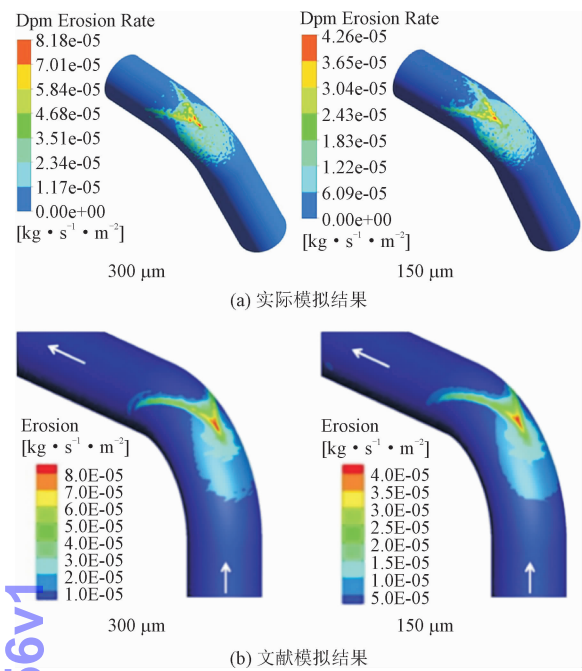 Dpm Erosion Rate
8.18e-05
7.01e-05
5.84e-05
4.68e-05
3.51e-05
2.34e-05
1.17e-05
0.00e+00
[kg·s⁻¹·m⁻²]
300 μm
Dpm Erosion Rate
4.26e-05
3.65e-05
3.04e-05
2.43e-05
1.83e-05
1.22e-05
6.09e-05
0.00e+00
[kg·s⁻¹·m⁻²]
150 μm
(a) 实际模拟结果
Erosion
[kg·s⁻¹·m⁻²]
8.0E-05
7.0E-05
6.0E-05
5.0E-05
4.0E-05
3.0E-05
2.0E-05
1.0E-05
300 μm
Erosion
[kg·s⁻¹·m⁻²]
4.0E-05
3.5E-05
3.0E-05
2.5E-05
2.0E-05
1.5E-05
1.0E-05
5.0E-05
150 μm
(b) 文献模拟结果
6v1